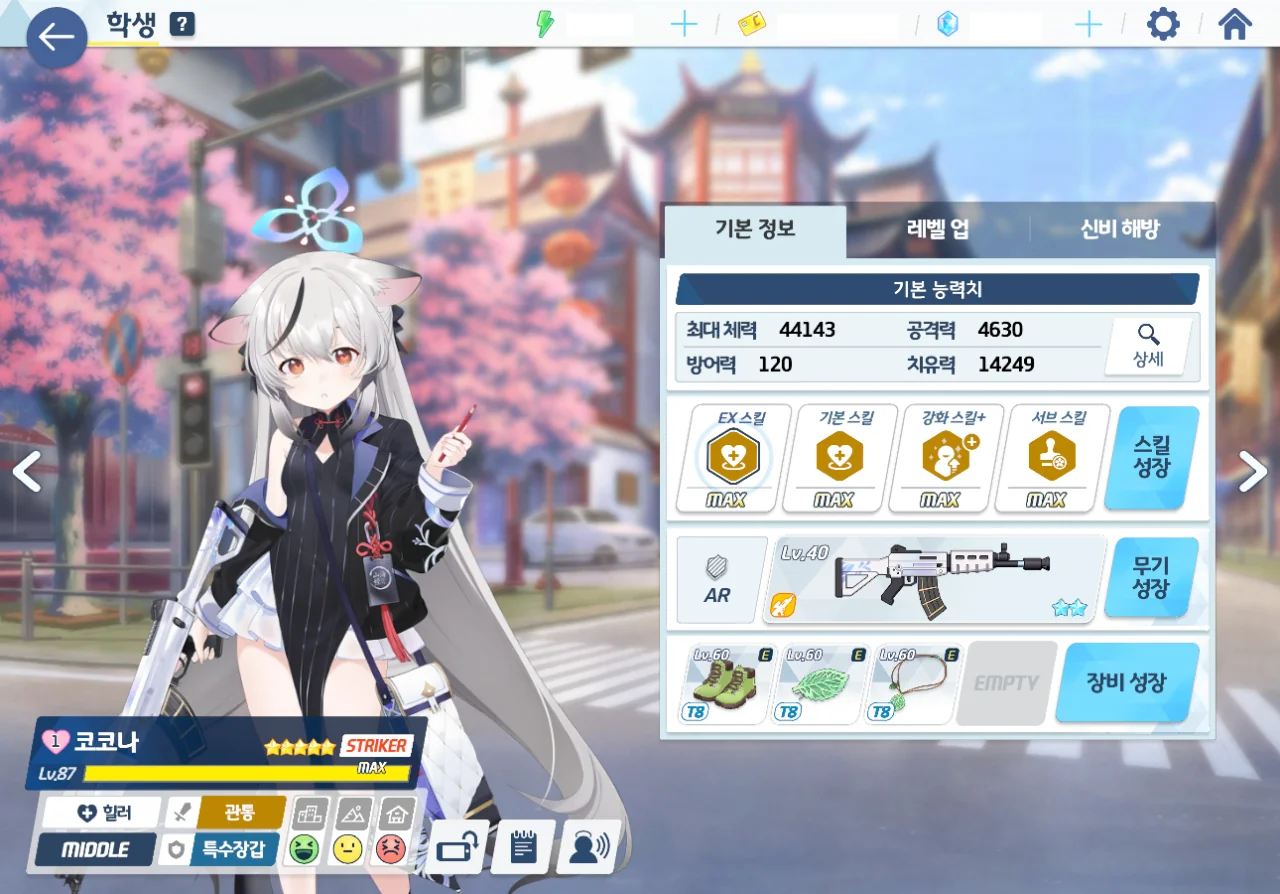 학생 ?
기본 정보
레벨 업
신비 해방
기본 능력치
최대 체력 44143
공격력 4630
방어력 120
치유력 14249
상세
EX 스킬
기본 스킬
강화 스킬+
서브 스킬
MAX
MAX
MAX
MAX
스킬
성장
AR
Lv.40
무기
성장
Lv.60 E
Lv.60 E
Lv.60 E
T8
T8
T8
EMPTY
장비 성장
1 코코나
★★★★★ STRIKER
Lv.87
MAX
힐러
관통
MIDDLE
특수장갑